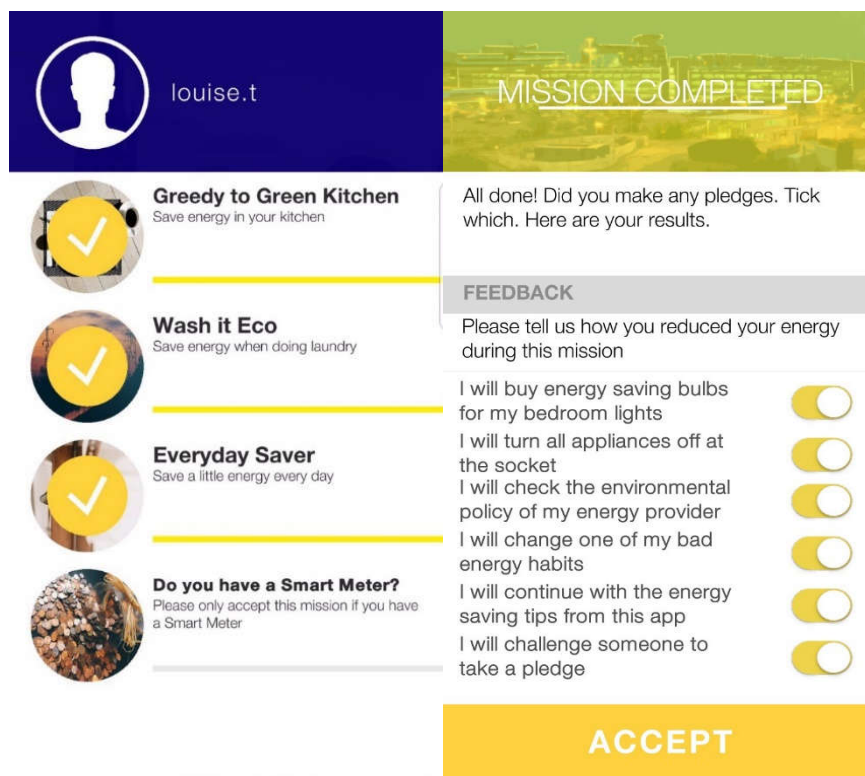 louise.t
Greedy to Green Kitchen
Save energy in your kitchen
Wash it Eco
Save energy when doing laundry
Everyday Saver
Save a little energy every day
Do you have a Smart Meter?
Please only accept this mission if you have
a Smart Meter
MISSION COMPLETED
All done! Did you make any pledges. Tick
which. Here are your results.
FEEDBACK
Please tell us how you reduced your energy
during this mission
I will buy energy saving bulbs
for my bedroom lights
I will turn all appliances off at
the socket
I will check the environmental
policy of my energy provider
I will change one of my bad
energy habits
I will continue with the energy
saving tips from this app
I will challenge someone to
take a pledge
ACCEPT